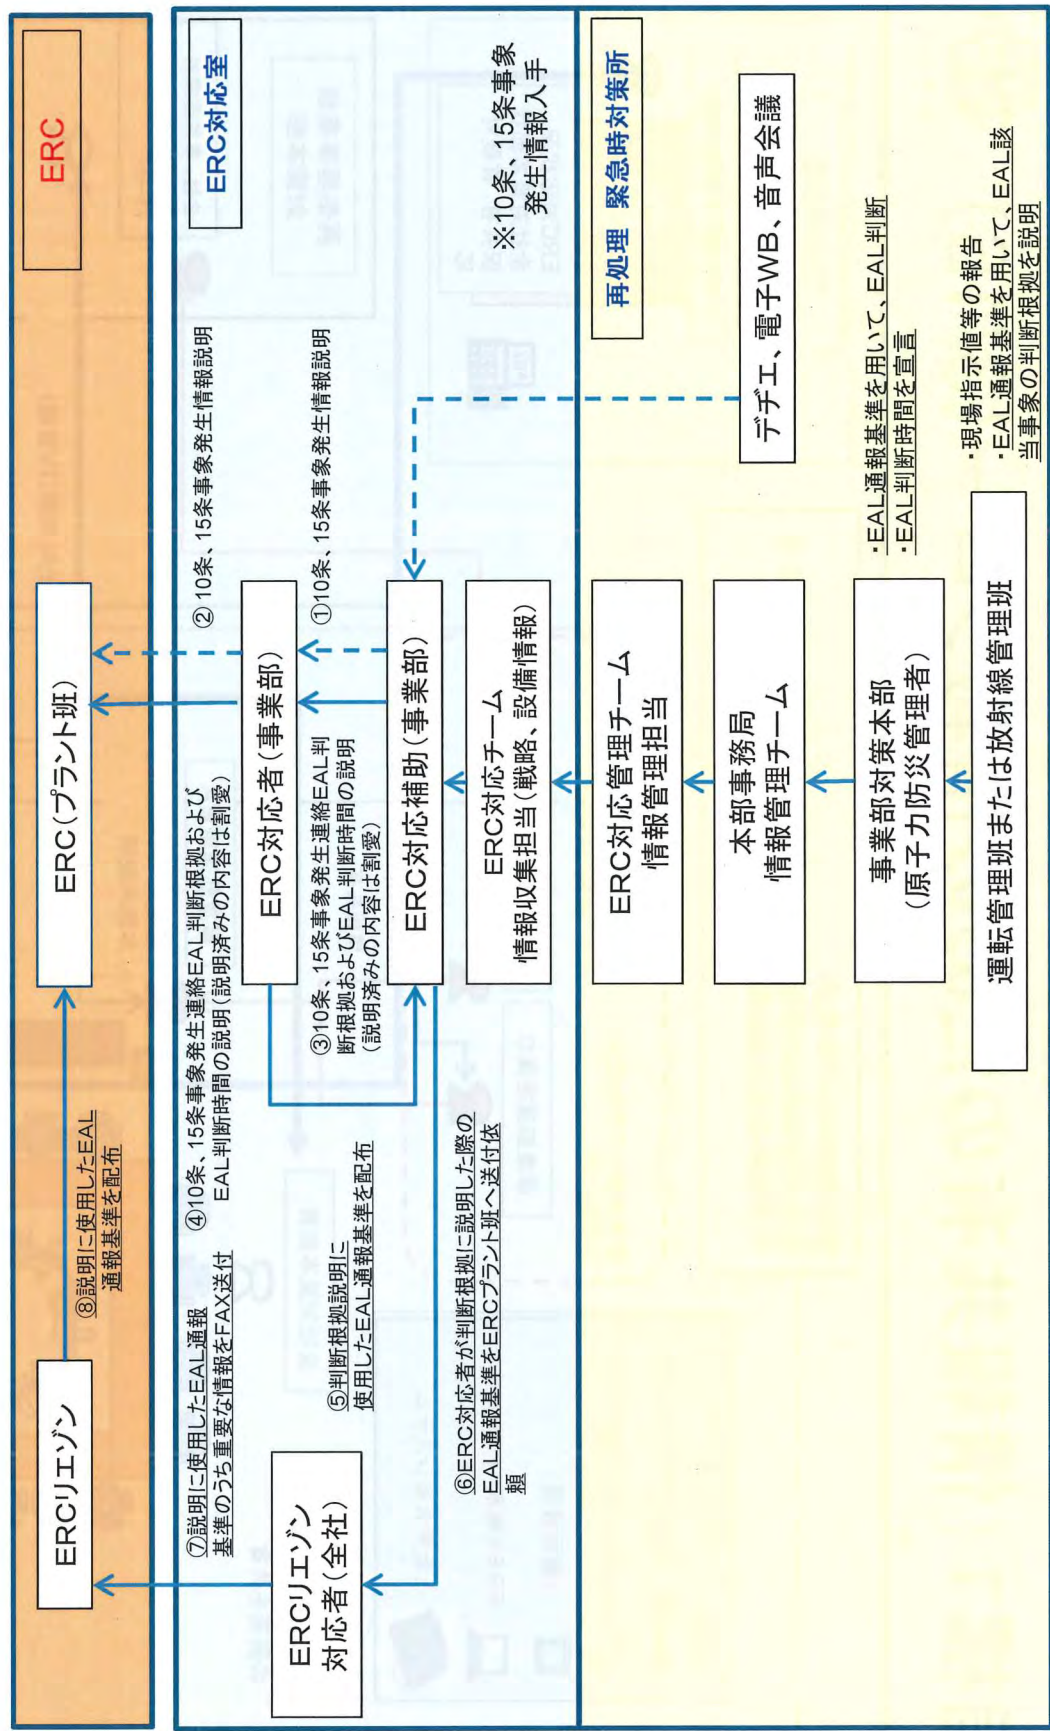 ERC
ERCリエゾン
ERC(プラント班)
⑧説明に使用したEAL
通報基準を配布
ERC対応室
⑦説明に使用したEAL通報
基準のうち重要な情報をFAX送付
④10条、15条事象発生連絡EAL判断根拠および
EAL判断時間の説明(説明済みの内容は割愛)
②10条、15条事象発生情報説明
ERCリエゾン
対応者(全社)
ERC対応者(事業部)
⑤判断根拠説明に
使用したEAL通報基準を配布
③10条、15条事象発生連絡EAL判
断根拠およびEAL判断時間の説明
(説明済みの内容は割愛)
①10条、15条事象発生情報説明
ERC対応補助(事業部)
⑥ERC対応者が判断根拠に説明した際の
EAL通報基準をERCプラント班へ送付依
頼
ERC対応チーム
情報収集担当(戦略、設備情報)
※10条、15条事象
発生情報入手
再処理 緊急時対策所
ERC対応管理チーム
情報管理担当
本部事務局
情報管理チーム
デヂエ、電子WB、音声会議
事業部対策本部
(原子力防災管理者)
・EAL通報基準を用いて、EAL判断
・EAL判断時間を宣言
運転管理班または放射線管理班
・現場指示値等の報告
・EAL通報基準を用いて、EAL該
当事象の判断根拠を説明